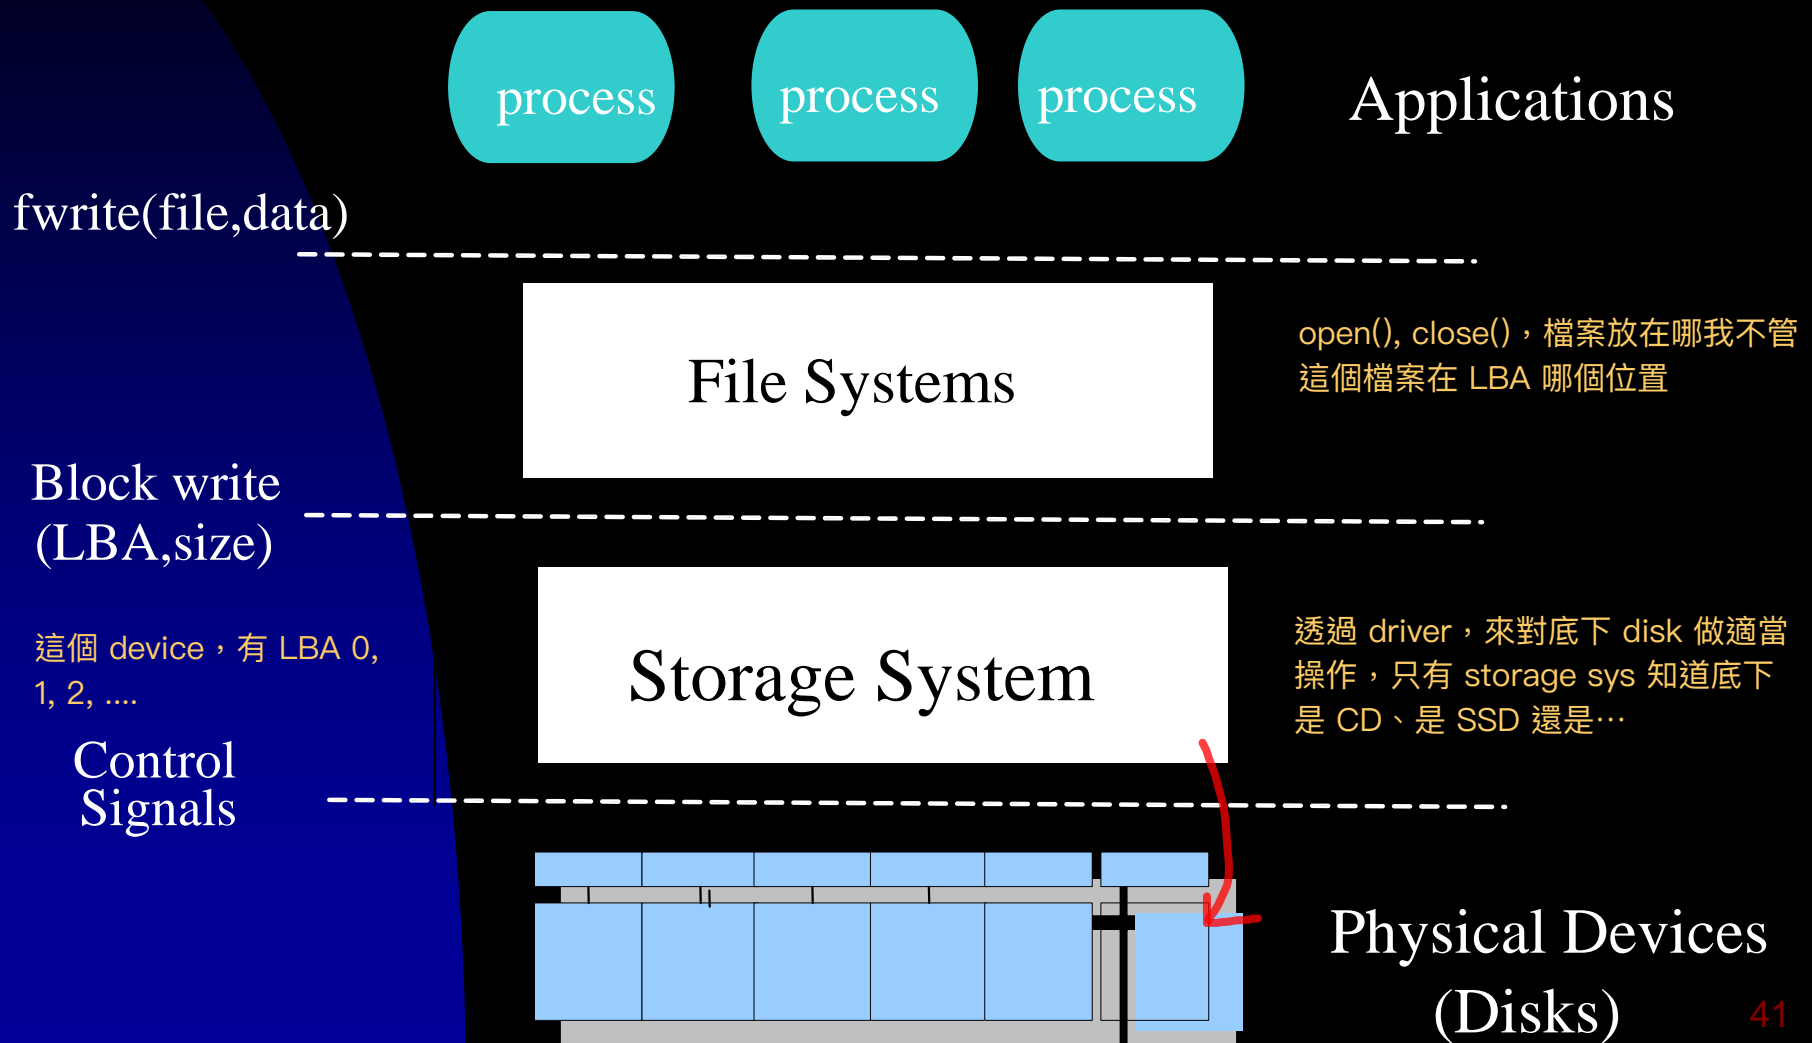 process
process
process
Applications
fwrite(file,data)
File Systems
open(), close()，檔案放在哪我不管
這個檔案在 LBA 哪個位置
Block write
(LBA,size)
這個 device，有 LBA 0,
1, 2, ....
Storage System
透過 driver，來對底下 disk 做適當
操作，只有 storage sys 知道底下
是 CD、是 SSD 還是…
Control
Signals
Physical Devices
(Disks)
41